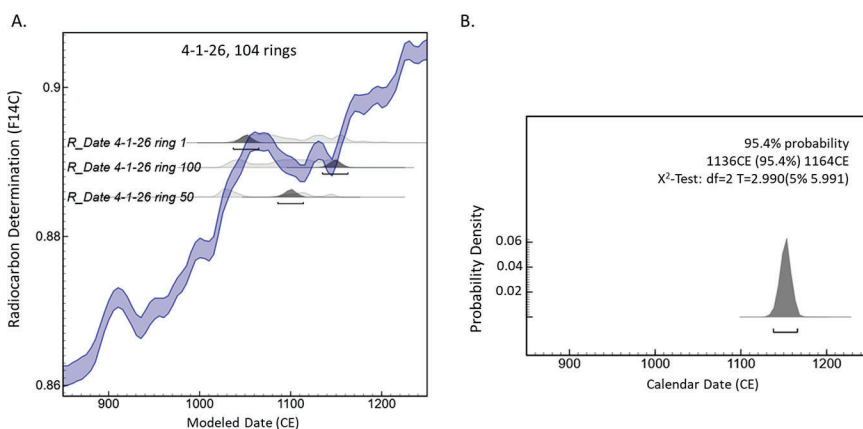 A.
4-1-26, 104 rings
Radiocarbon Determination (F14C)
0.9
0.88
0.86
R_Date 4-1-26 ring 1
R_Date 4-1-26 ring 100
R_Date 4-1-26 ring 50
900 1000 1100 1200
Modeled Date (CE)
B.
95.4% probability
1136CE (95.4%) 1164CE
X²-Test: df=2 T=2.990(5% 5.991)
Probability Density
0.06
0.04
0.02
900 1000 1100 1200
Calendar Date (CE)